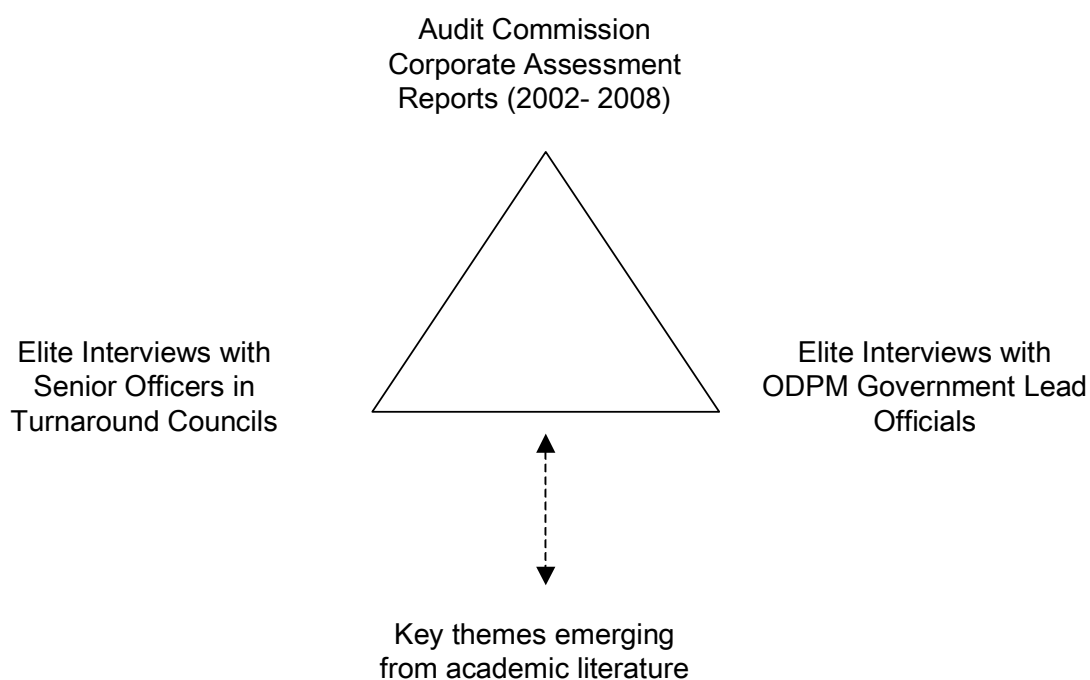 Audit Commission
Corporate Assessment
Reports (2002- 2008)
Elite Interviews with
Senior Officers in
Turnaround Councils
Elite Interviews with
ODPM Government Lead
Officials
Key themes emerging
from academic literature